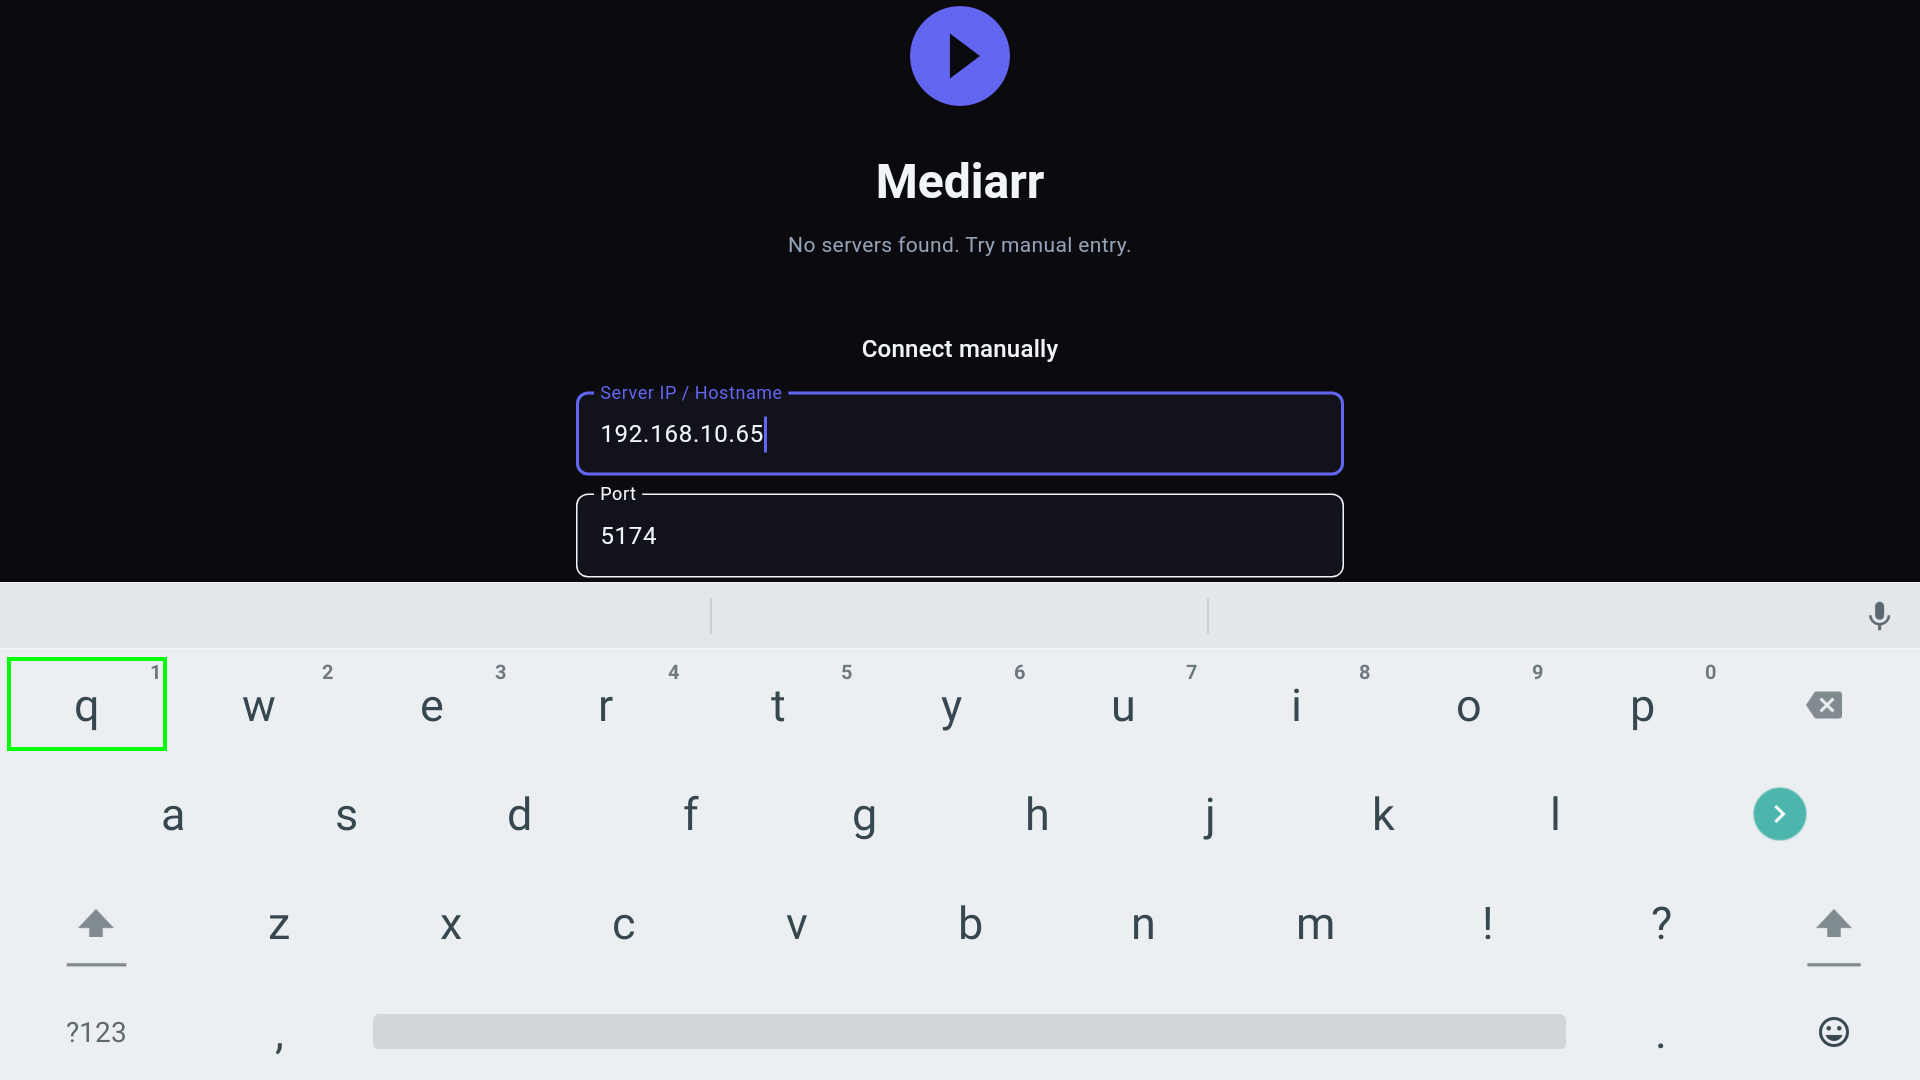 Mediarr
No servers found. Try manual entry.
Connect manually
Server IP / Hostname
192.168.10.65
Port
5174
1 2 3 4 5 6 7 8 9 0
q w e r t y u i o p
a s d f g h j k l
z x c v b n m ! ?
?123 , .